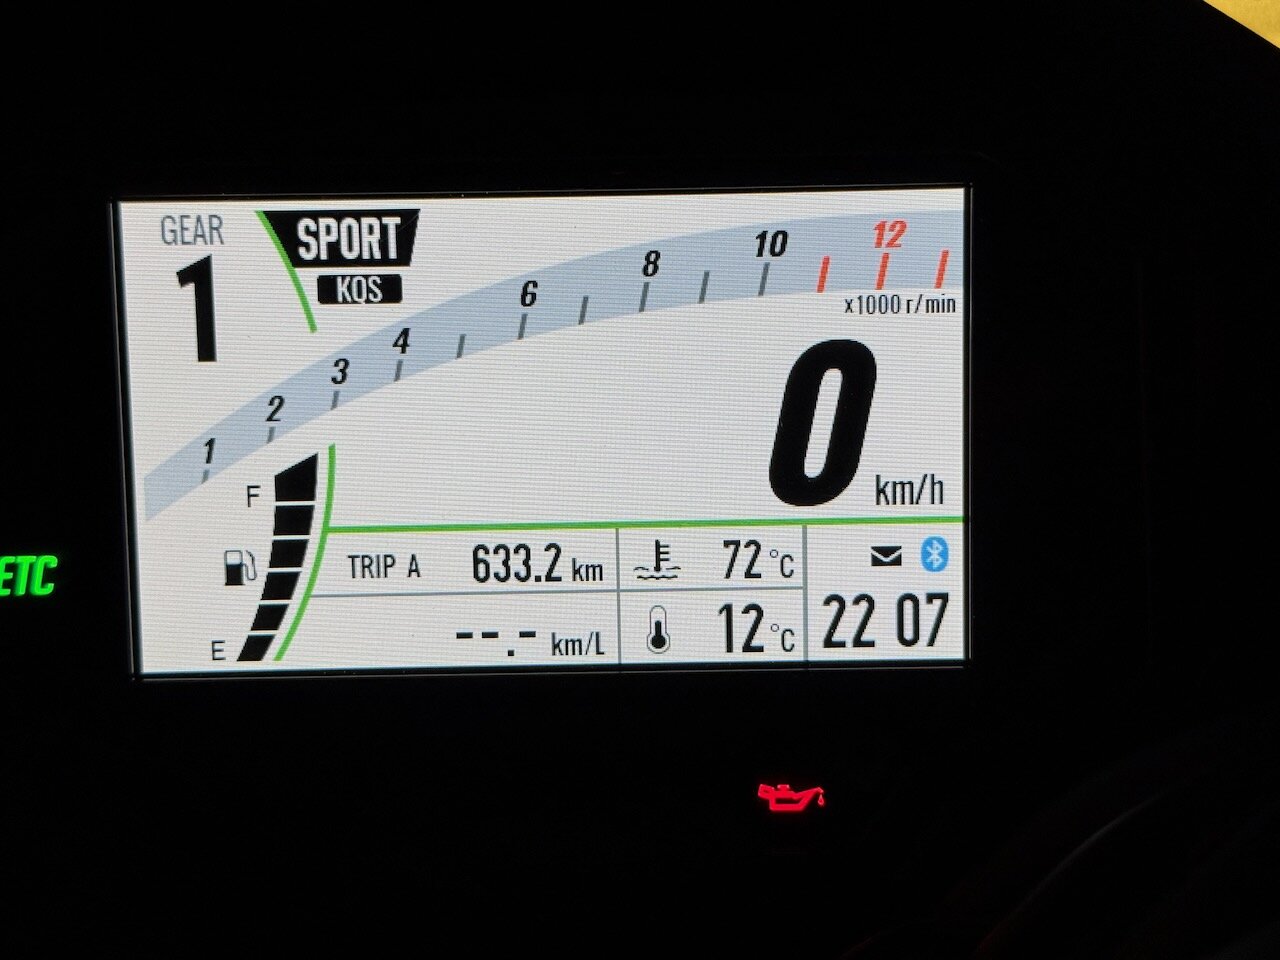 GEAR
1
SPORT
KQS
1 2 3 4 6 8 10 12
x1000 r/min
0 km/h
F
E
ETC
TRIP A 633.2 km
--.- km/L
72 °C
12 °C
22 07